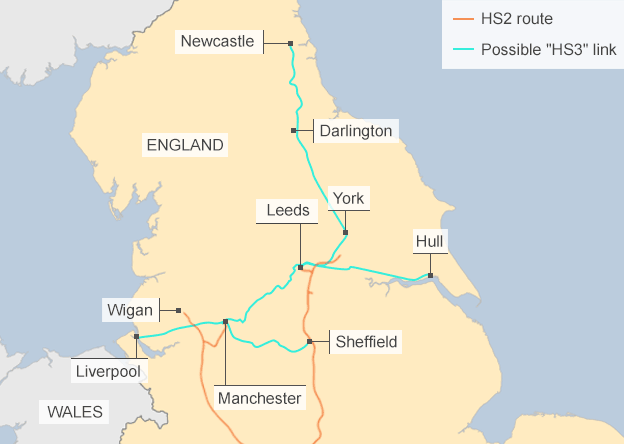 HS2 route
Possible "HS3" link
Newcastle
Darlington
ENGLAND
York
Leeds
Hull
Wigan
Sheffield
Liverpool
Manchester
WALES